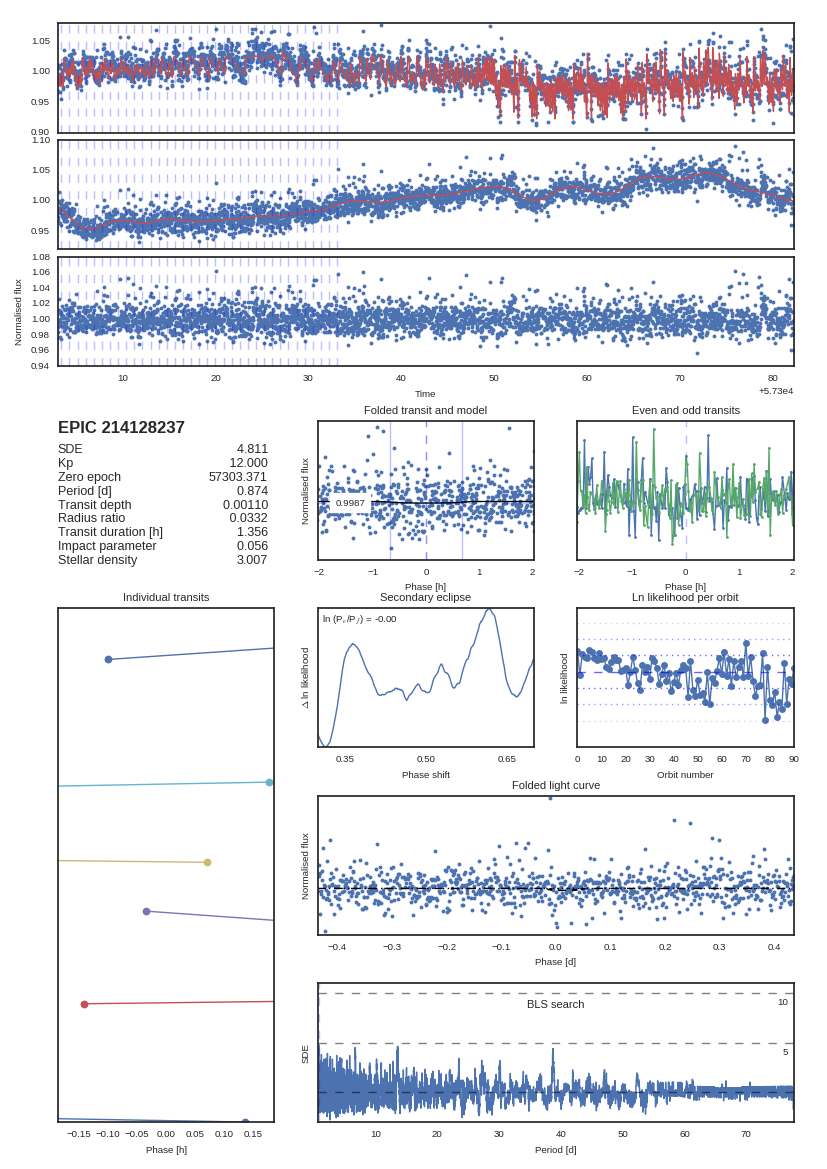 1.05
1.00
0.95
0.90
1.10
1.05
1.00
0.95
1.08
1.06
1.04
1.02
1.00
0.98
0.96
0.94
Normalised flux
10 20 30 40 50 60 70 80
Time
+5.73e4
EPIC 214128237
SDE 4.811
Kp 12.000
Zero epoch 57303.371
Period [d] 0.874
Transit depth 0.00110
Radius ratio 0.0332
Transit duration [h] 1.356
Impact parameter 0.056
Stellar density 3.007
Folded transit and model
Normalised flux
0.9987
−2 −1 0 1 2
Phase [h]
Even and odd transits
−2 −1 0 1 2
Phase [h]
Individual transits
−0.15 −0.10 −0.05 0.00 0.05 0.10 0.15
Phase [h]
Secondary eclipse
ln (Pₑ/P𝑓) = -0.00
Δ ln likelihood
0.35 0.50 0.65
Phase shift
Ln likelihood per orbit
ln likelihood
0 10 20 30 40 50 60 70 80 90
Orbit number
Folded light curve
Normalised flux
−0.4 −0.3 −0.2 −0.1 0.0 0.1 0.2 0.3 0.4
Phase [d]
BLS search
10
5
SDE
10 20 30 40 50 60 70
Period [d]